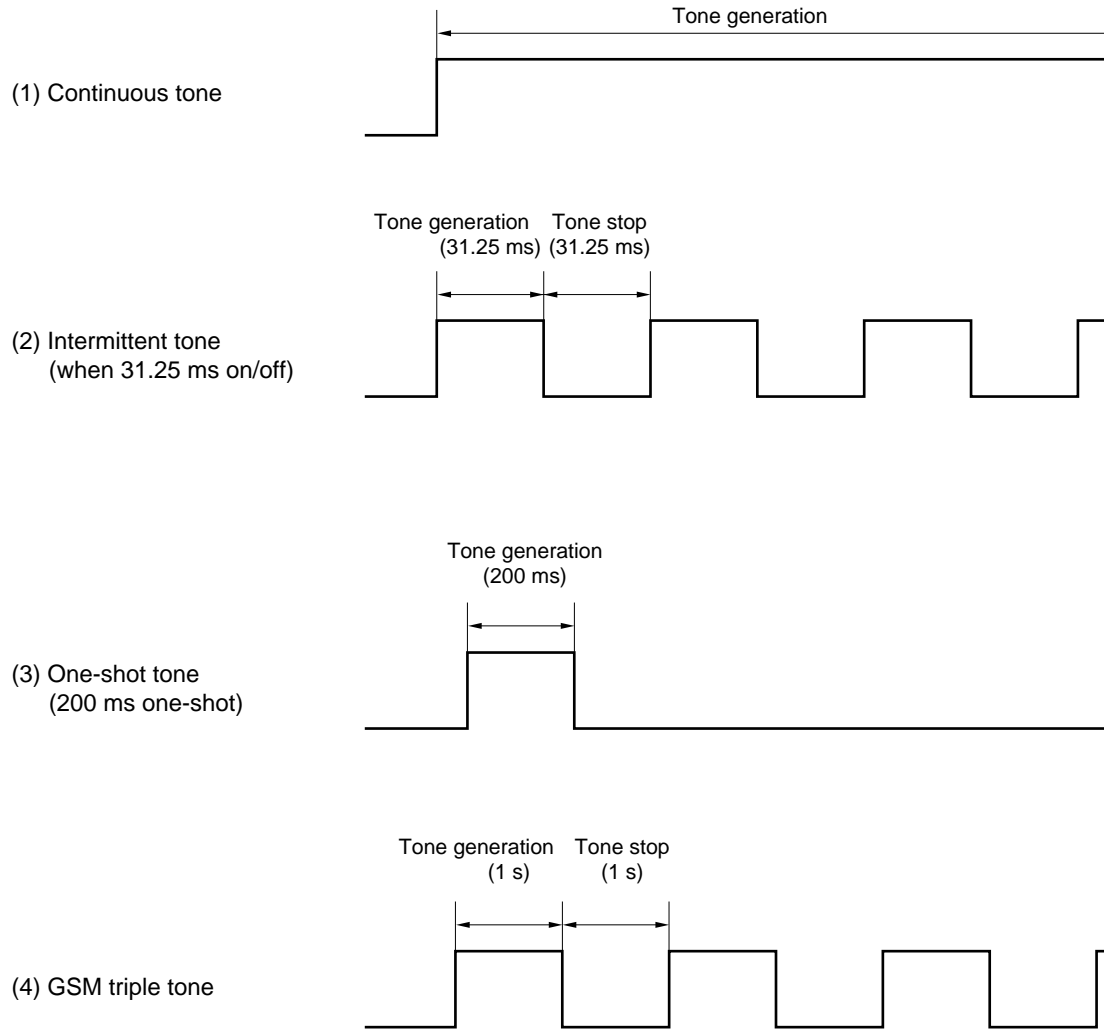 Tone generation
(1) Continuous tone
Tone generation Tone stop
(31.25 ms) (31.25 ms)
(2) Intermittent tone
(when 31.25 ms on/off)
Tone generation
(200 ms)
(3) One-shot tone
(200 ms one-shot)
Tone generation Tone stop
(1 s) (1 s)
(4) GSM triple tone